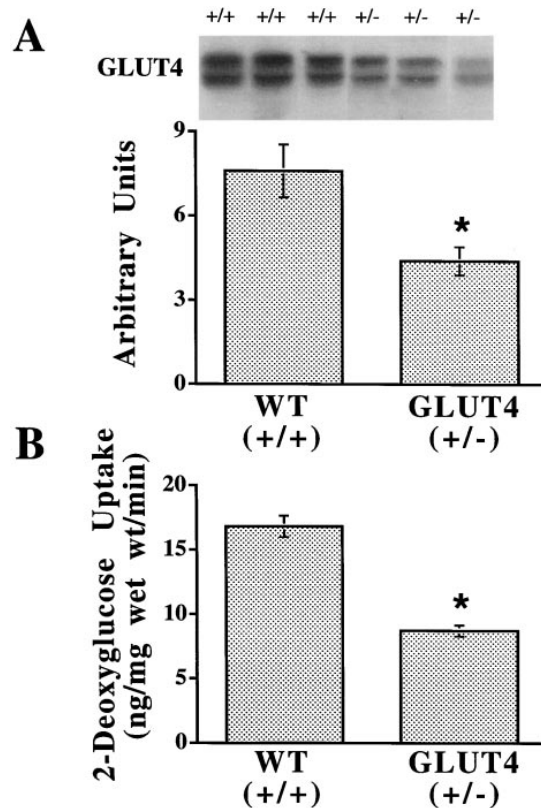 A
+/+ +/+ +/+ +/- +/- +/-
GLUT4
Arbitrary Units
9
6
3
0
*
WT
(+/+)
GLUT4
(+/-)
B
2-Deoxyglucose Uptake
(ng/mg wet wt/min)
20
15
10
5
0
*
WT
(+/+)
GLUT4
(+/-)